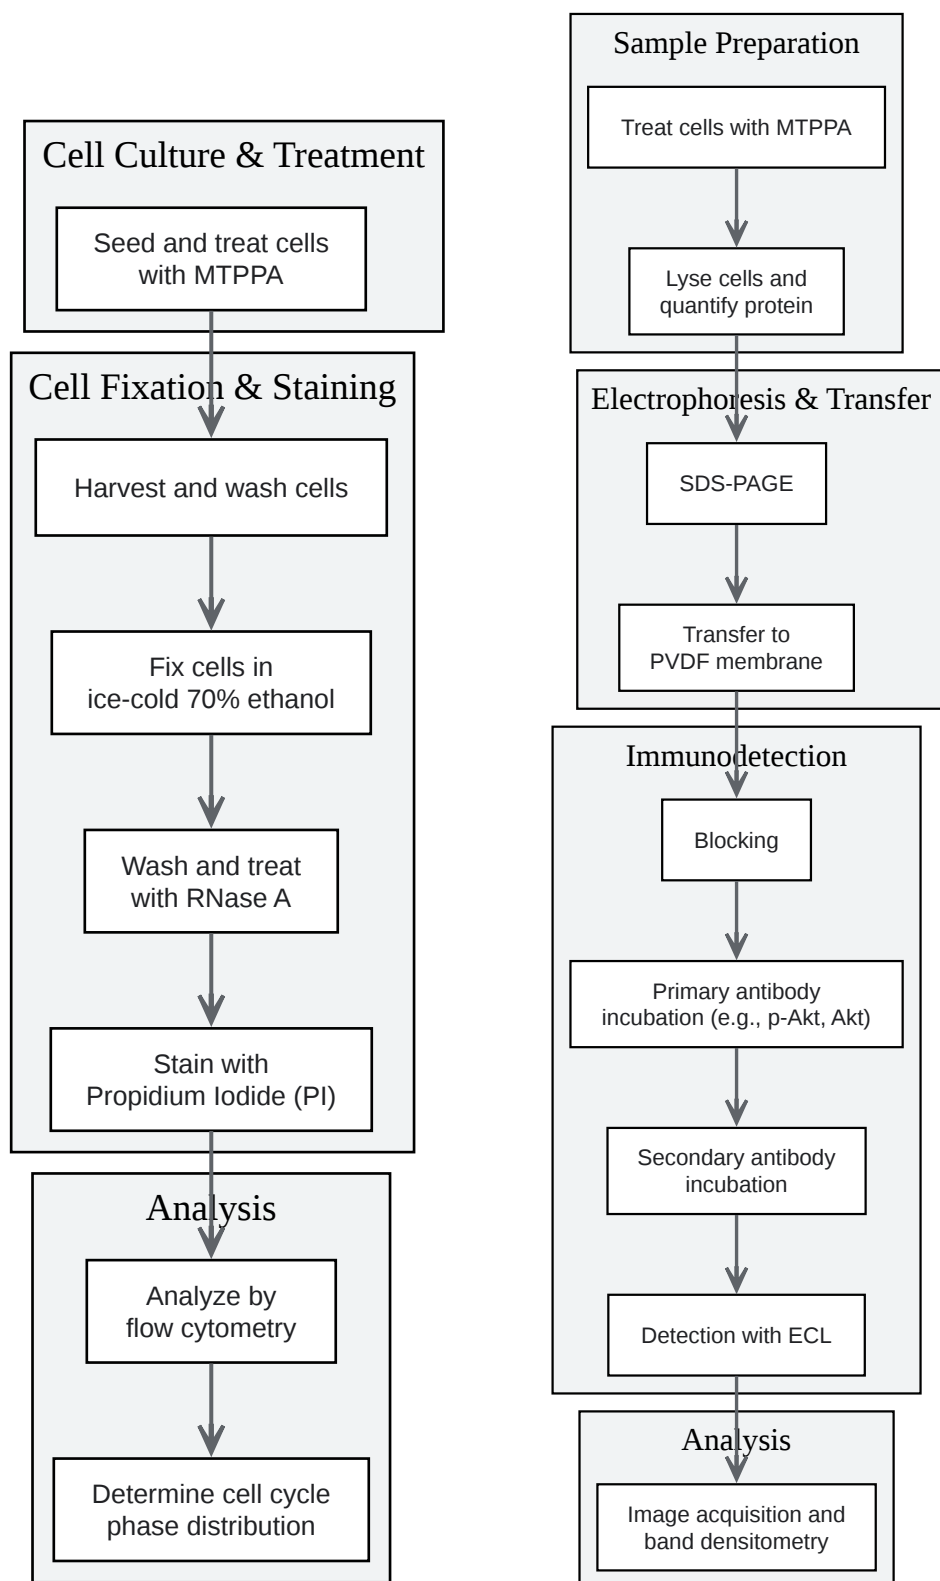 Cell Culture & Treatment
Seed and treat cells
with MTPPA
Cell Fixation & Staining
Harvest and wash cells
Fix cells in
ice-cold 70% ethanol
Wash and treat
with RNase A
Stain with
Propidium Iodide (PI)
Analysis
Analyze by
flow cytometry
Determine cell cycle
phase distribution
Sample Preparation
Treat cells with MTPPA
Lyse cells and
quantify protein
Electrophoresis & Transfer
SDS-PAGE
Transfer to
PVDF membrane
Immunodetection
Blocking
Primary antibody
incubation (e.g., p-Akt, Akt)
Secondary antibody
incubation
Detection with ECL
Analysis
Image acquisition and
band densitometry